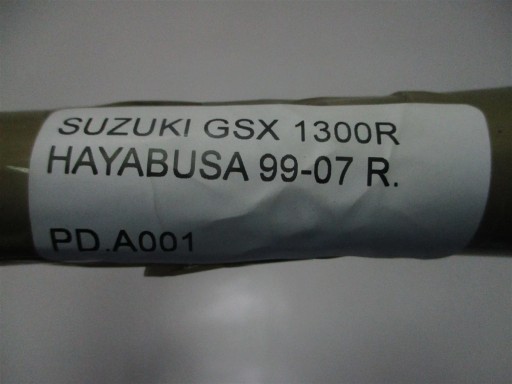 SUZUKI GSX 1300R
HAYABUSA 99-07 R.
PD.A001